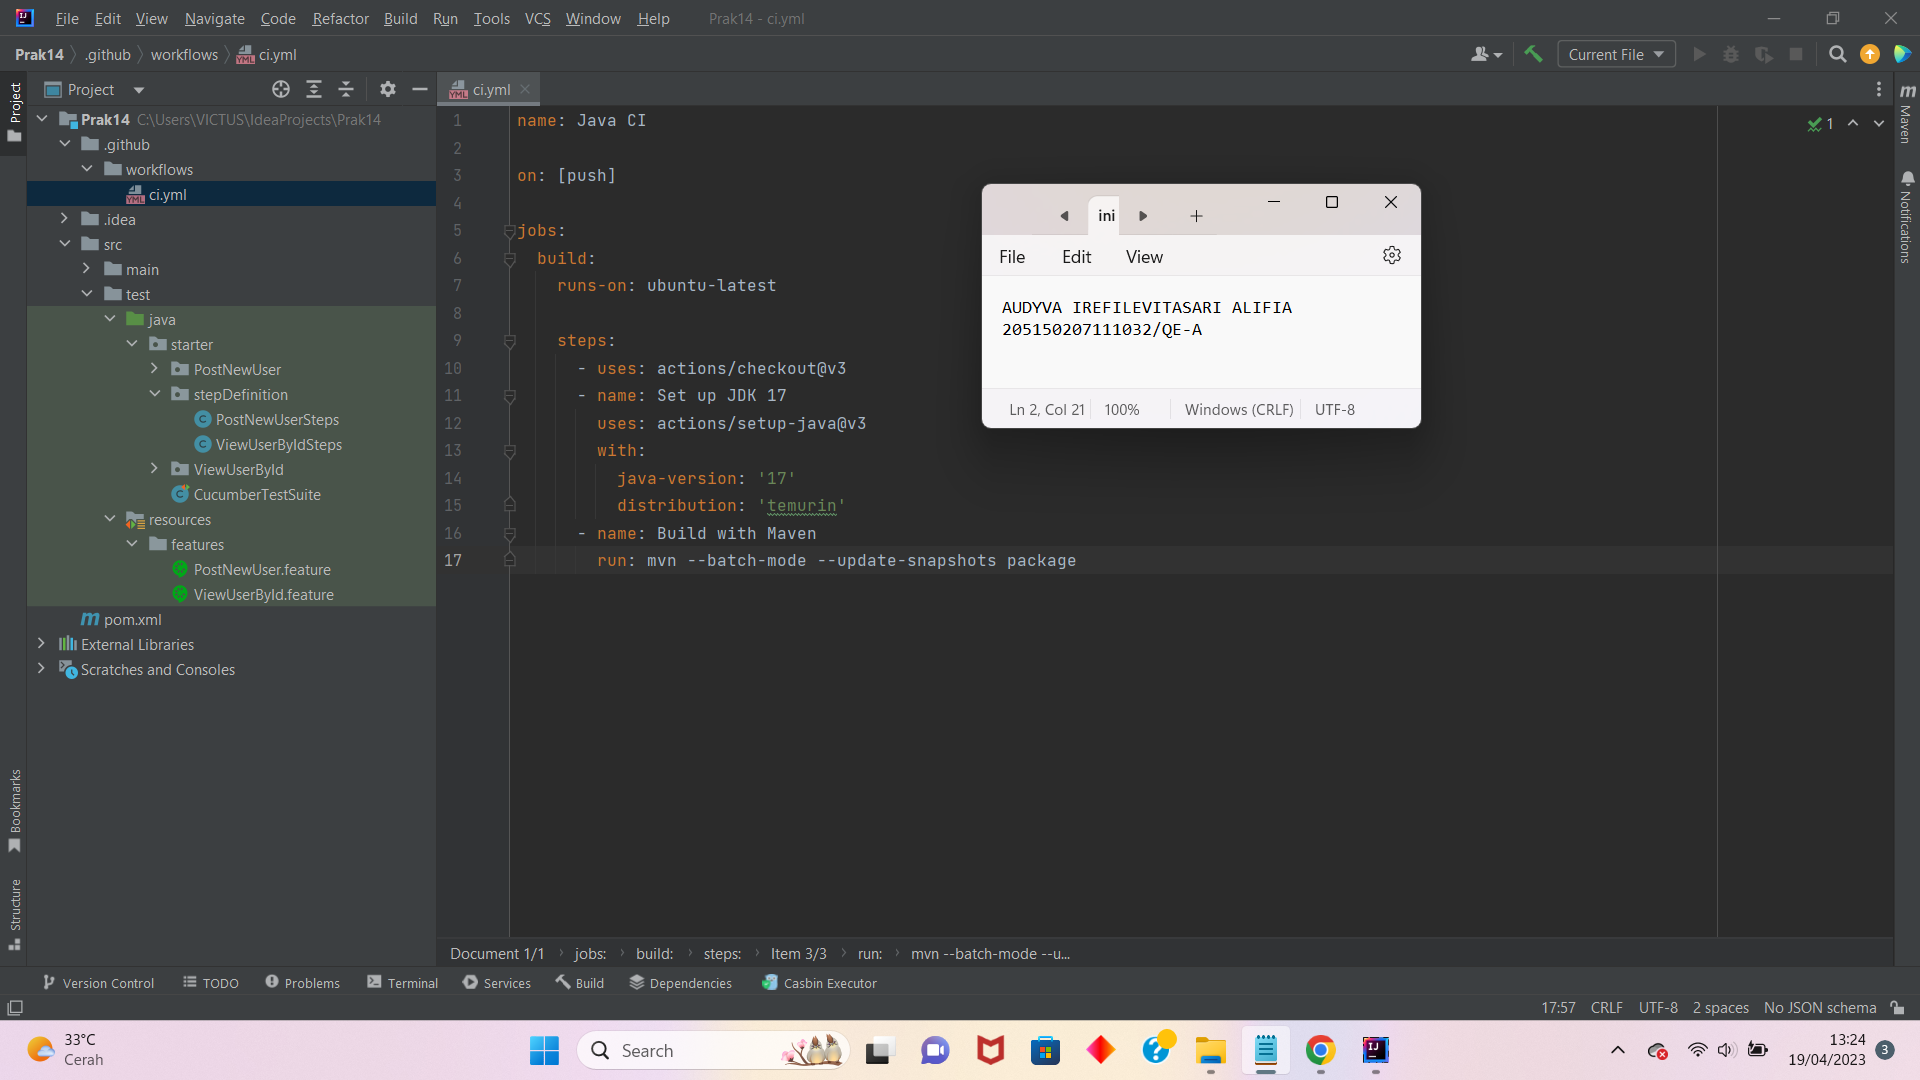 File Edit View Navigate Code Refactor Build Run Tools VCS Window Help Prak14 - ci.yml
Prak14 .github workflows ci.yml Current File
Project
Project
ci.yml
Maven
Notifications
Prak14 C:\Users\VICTUS\IdeaProjects\Prak14
.github
workflows
ci.yml
.idea
src
main
test
java
starter
PostNewUser
stepDefinition
PostNewUserSteps
ViewUserByIdSteps
ViewUserById
CucumberTestSuite
resources
features
PostNewUser.feature
ViewUserById.feature
pom.xml
External Libraries
Scratches and Consoles
Bookmarks
Structure
1 name: Java CI
2
3 on: [push]
4
5 jobs:
6 build:
7 runs-on: ubuntu-latest
8
9 steps:
10 - uses: actions/checkout@v3
11 - name: Set up JDK 17
12 uses: actions/setup-java@v3
13 with:
14 java-version: '17'
15 distribution: 'temurin'
16 - name: Build with Maven
17 run: mvn --batch-mode --update-snapshots package
1
ini
File Edit View
AUDYVA IREFILEVITASARI ALIFIA
205150207111032/QE-A
Ln 2, Col 21 100% Windows (CRLF) UTF-8
Document 1/1 jobs: build: steps: Item 3/3 run: mvn --batch-mode --u...
Version Control TODO Problems Terminal Services Build Dependencies Casbin Executor
17:57 CRLF UTF-8 2 spaces No JSON schema
33°C
Cerah
Search
13:24
19/04/2023
3